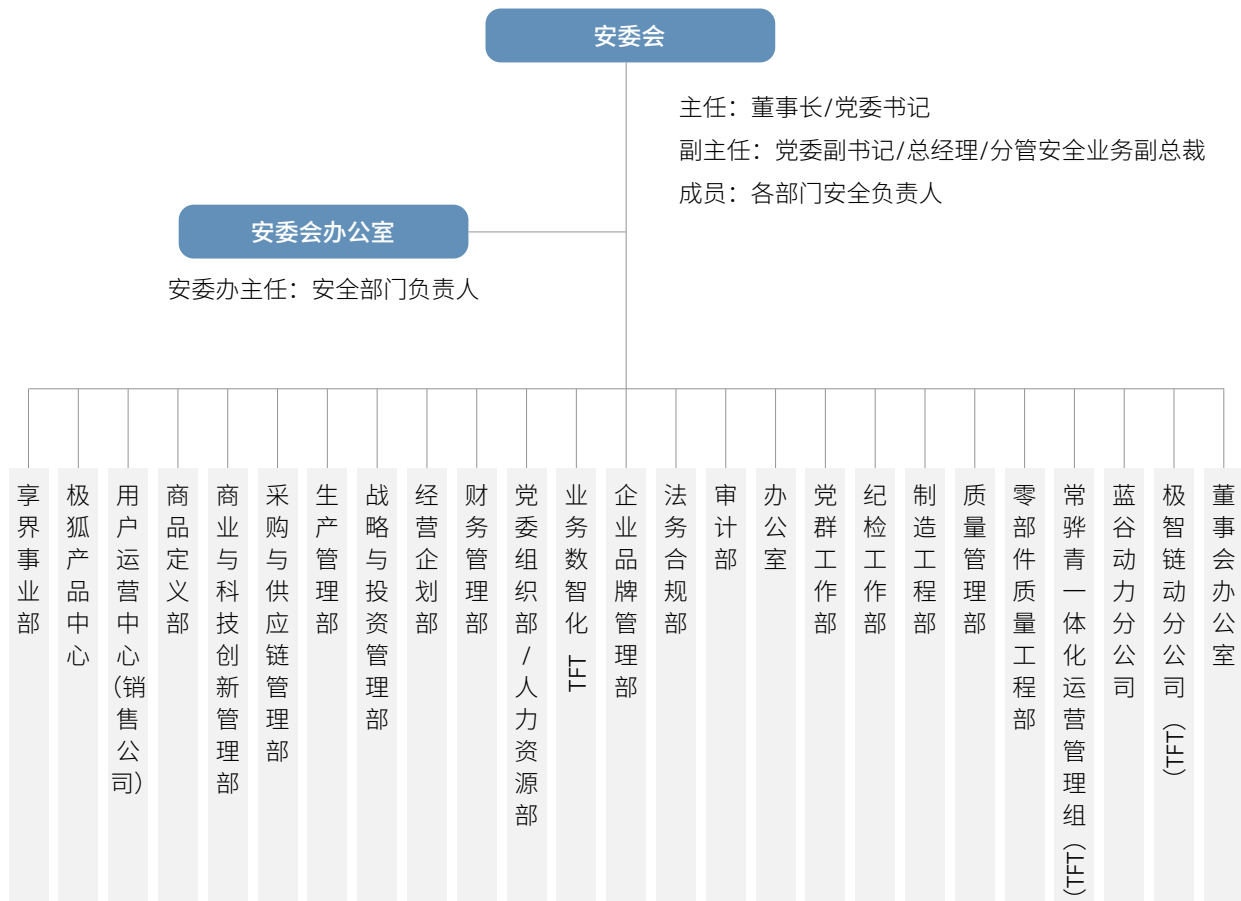 安委会
主任：董事长/党委书记
副主任：党委副书记/总经理/分管安全业务副总裁
成员：各部门安全负责人
安委会办公室
安委办主任：安全部门负责人
享界事业部
极狐产品中心
用户运营中心(销售公司)
商品定义部
商业与科技创新管理部
采购与供应链管理部
生产管理部
战略与投资管理部
经营企划部
财务管理部
党委组织部/人力资源部
业务数智化 TFT
企业品牌管理部
法务合规部
审计部
办公室
党群工作部
纪检工作部
制造工程部
质量管理部
零部件质量工程部
常骅青一体化运营管理组(TFT)
蓝谷动力分公司
极智链动分公司 (TFT)
董事会办公室